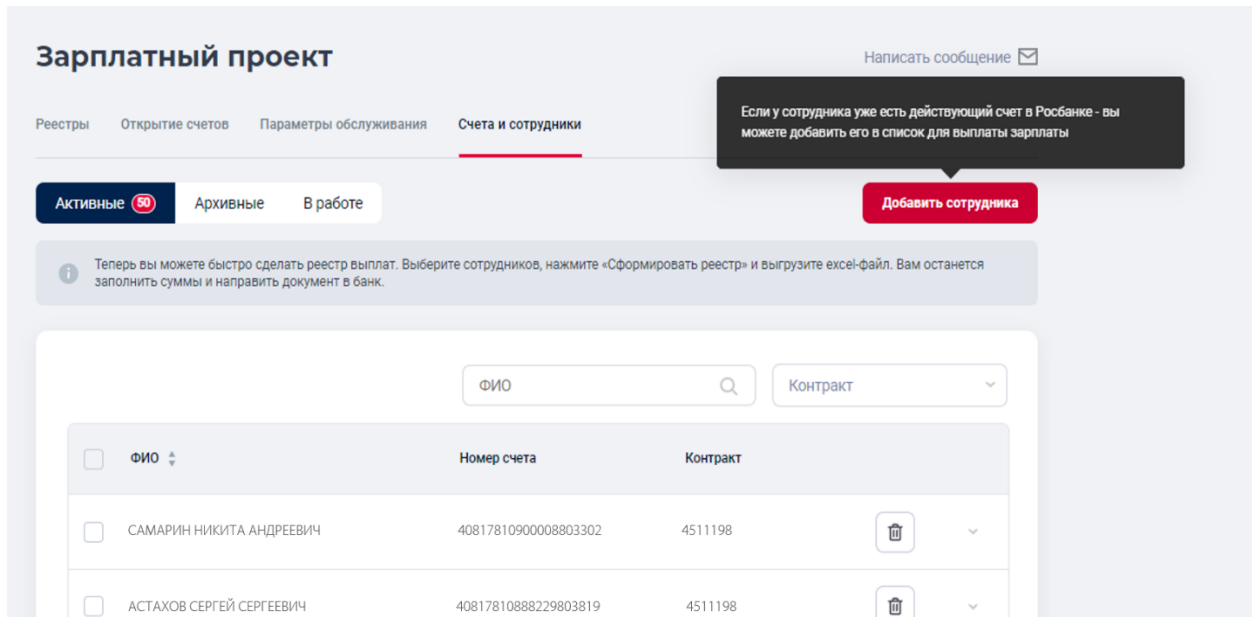 Зарплатный проект
Написать сообщение
Если у сотрудника уже есть действующий счет в Росбанке - вы
можете добавить его в список для выплаты зарплаты
Реестры Открытие счетов Параметры обслуживания Счета и сотрудники
Активные 50 Архивные В работе
Добавить сотрудника
Теперь вы можете быстро сделать реестр выплат. Выберите сотрудников, нажмите «Сформировать реестр» и выгрузите excel-файл. Вам останется
заполнить суммы и направить документ в банк.
ФИО Контракт
ФИО Номер счета Контракт
САМАРИН НИКИТА АНДРЕЕВИЧ 40817810900008803302 4511198
АСТАХОВ СЕРГЕЙ СЕРГЕЕВИЧ 40817810888229803819 4511198